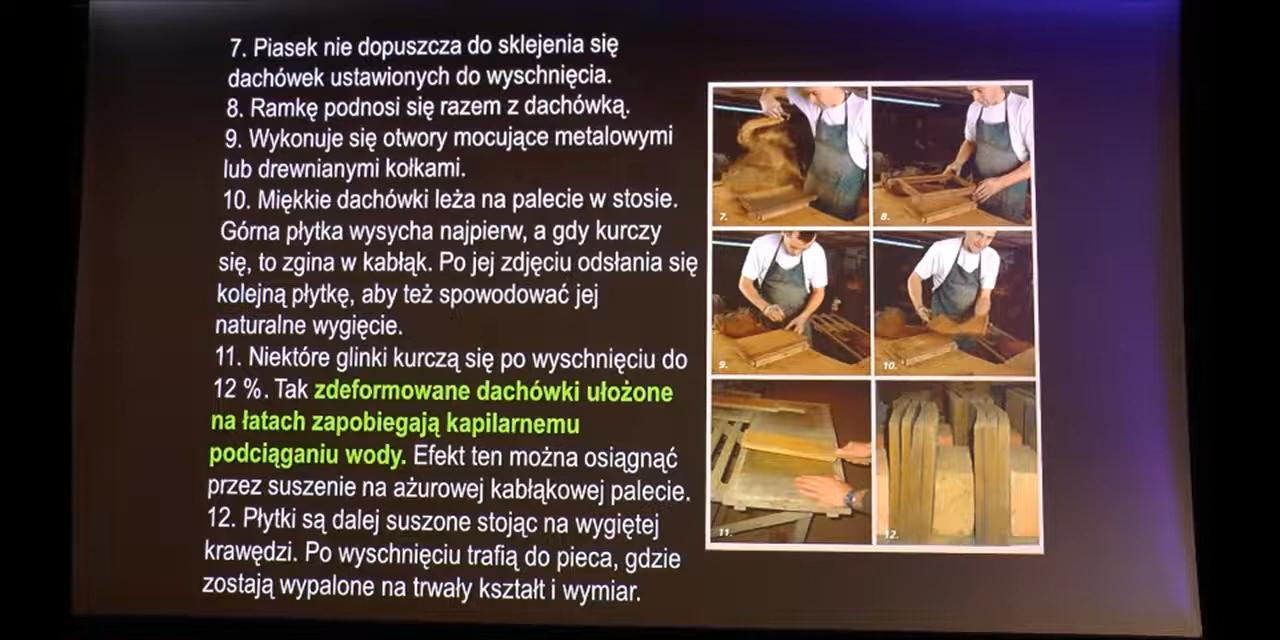 7. Piasek nie dopuszcza do sklejenia się
dachówek ustawionych do wyschnięcia.
8. Ramkę podnosi się razem z dachówką.
9. Wykonuje się otwory mocujące metalowymi
lub drewnianymi kołkami.
10. Miękkie dachówki leża na palecie w stosie.
Górna płytka wysycha najpierw, a gdy kurczy
się, to zgina w kabłąk. Po jej zdjęciu odsłania się
kolejną płytkę, aby też spowodować jej
naturalne wygięcie.
11. Niektóre glinki kurczą się po wyschnięciu do
12 %. Tak zdeformowane dachówki ułożone
na łatach zapobiegają kapilarnemu
podciąganiu wody. Efekt ten można osiągnąć
przez suszenie na ażurowej kabłąkowej palecie.
12. Płytki są dalej suszone stojąc na wygiętej
krawędzi. Po wyschnięciu trafią do pieca, gdzie
zostają wypalone na trwały kształt i wymiar.
7.
8.
9.
10.
11.
12.